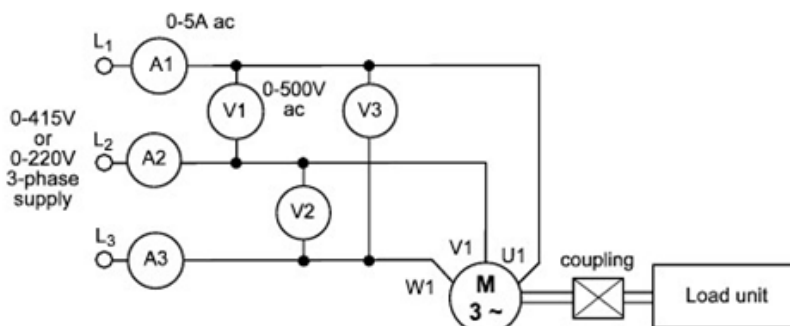 0-5A ac
L1
A1
0-500V
ac
V1
V3
0-415V
or
0-220V
3-phase
supply
L2
A2
V2
L3
A3
V1
U1
W1
M
3 ~
coupling
Load unit